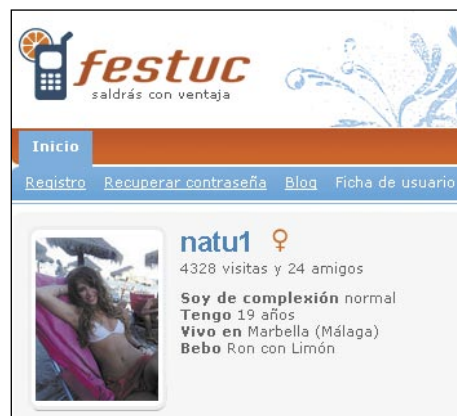 festuc
saldrás con ventaja
Inicio
Registro Recuperar contraseña Blog Ficha de usuario
natu1
4328 visitas y 24 amigos
Soy de complexión normal
Tengo 19 años
Vivo en Marbella (Málaga)
Bebo Ron con Limón